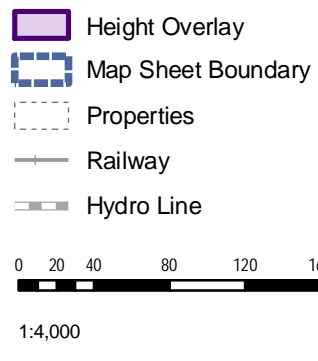 Height Overlay
Map Sheet Boundary
Properties
Railway
Hydro Line
0 20 40 80 120
1:4,000